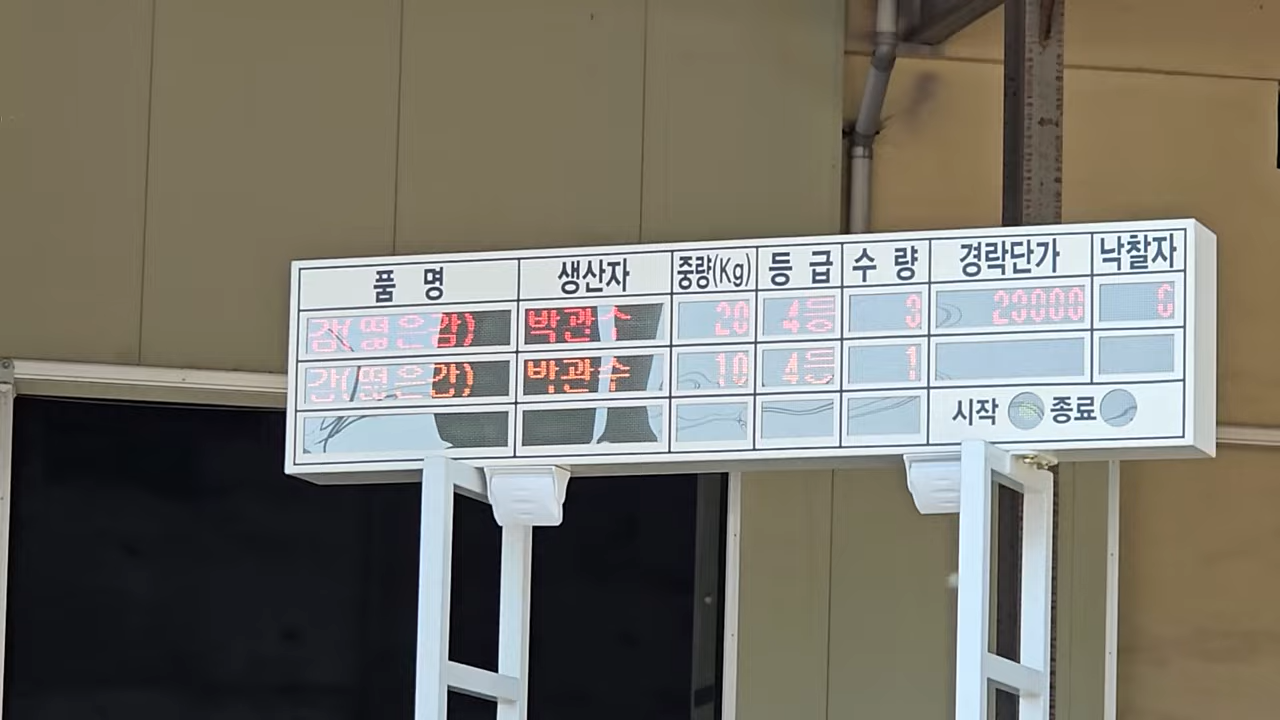 품 명 생산자 중량(Kg) 등 급 수 량 경락단가 낙찰자
감(떫은감) 박관수 20 4등 3 23000 6
감(떫은감) 박관수 10 4등 1
시작 종료